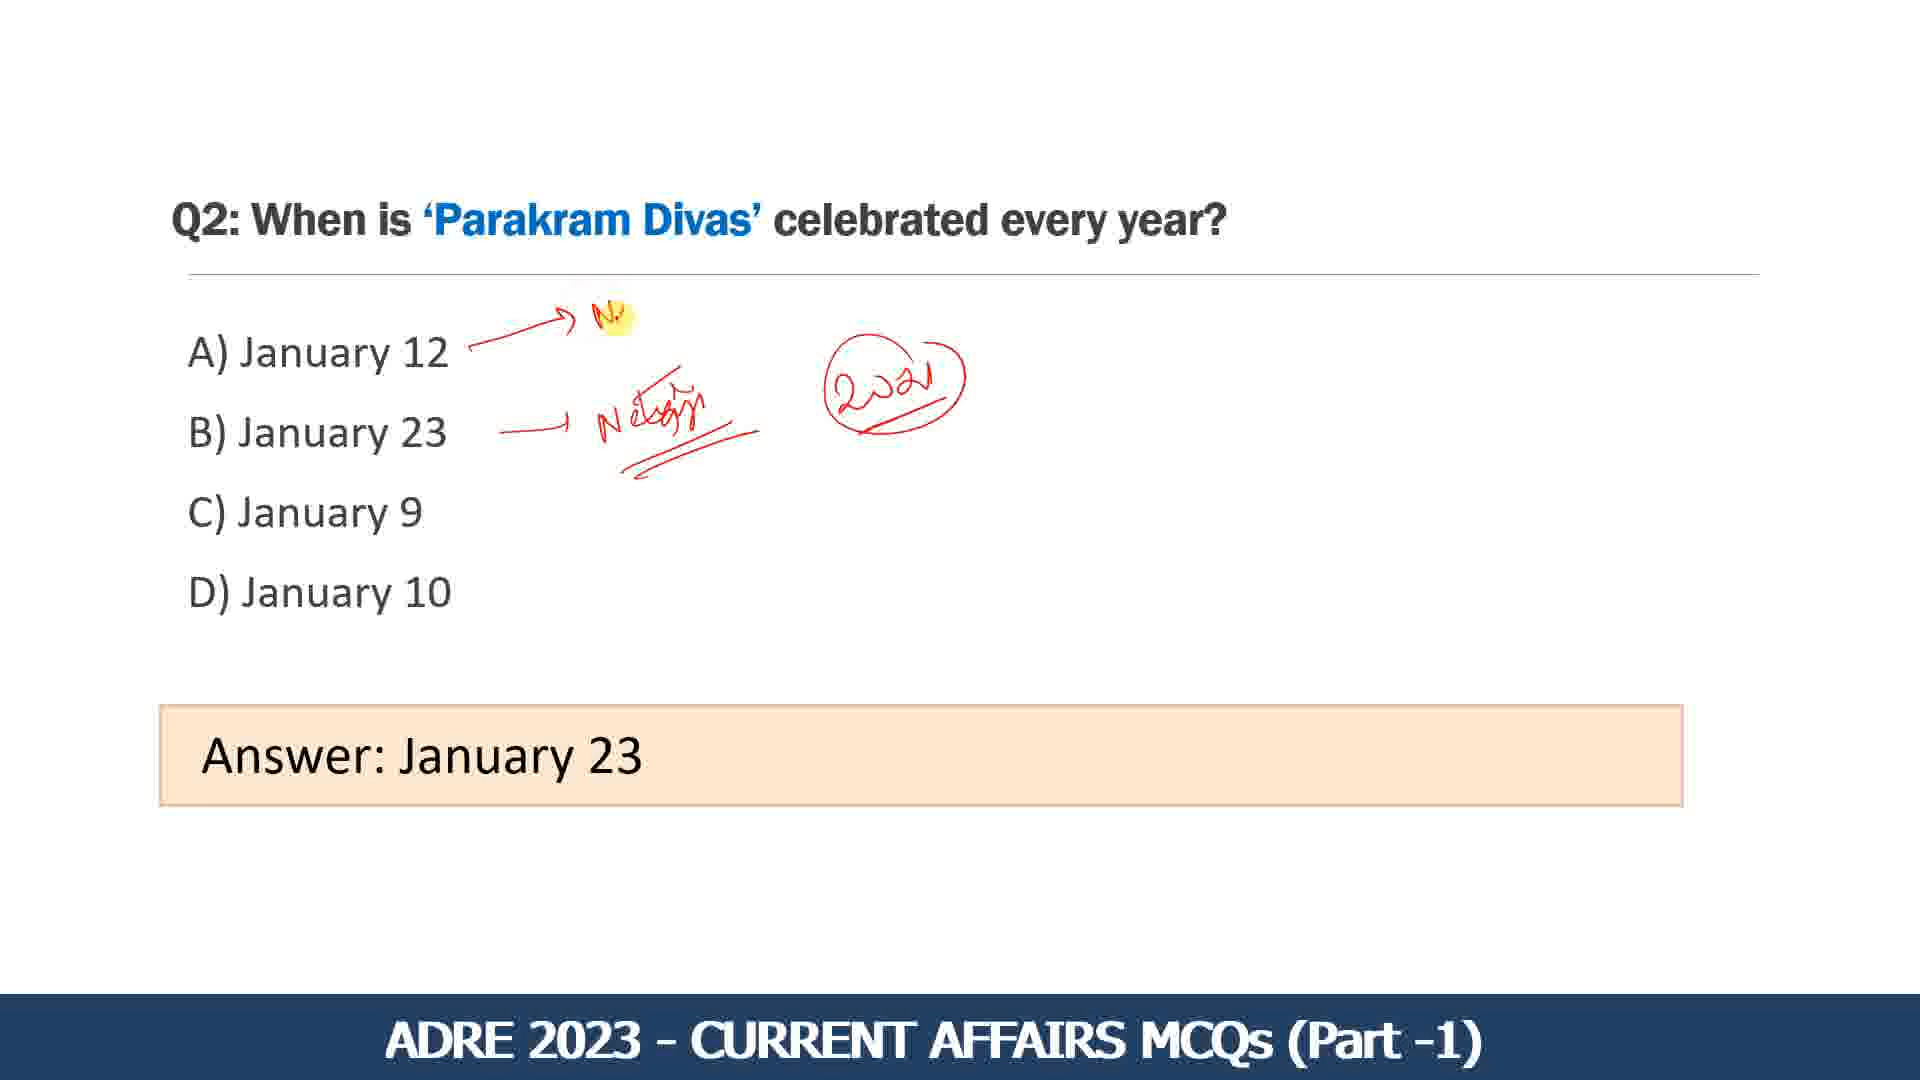 Q2: When is ‘Parakram Divas’ celebrated every year?
A) January 12
N
B) January 23
2021
C) January 9
D) January 10
Answer: January 23
ADRE 2023 - CURRENT AFFAIRS MCQs (Part -1)